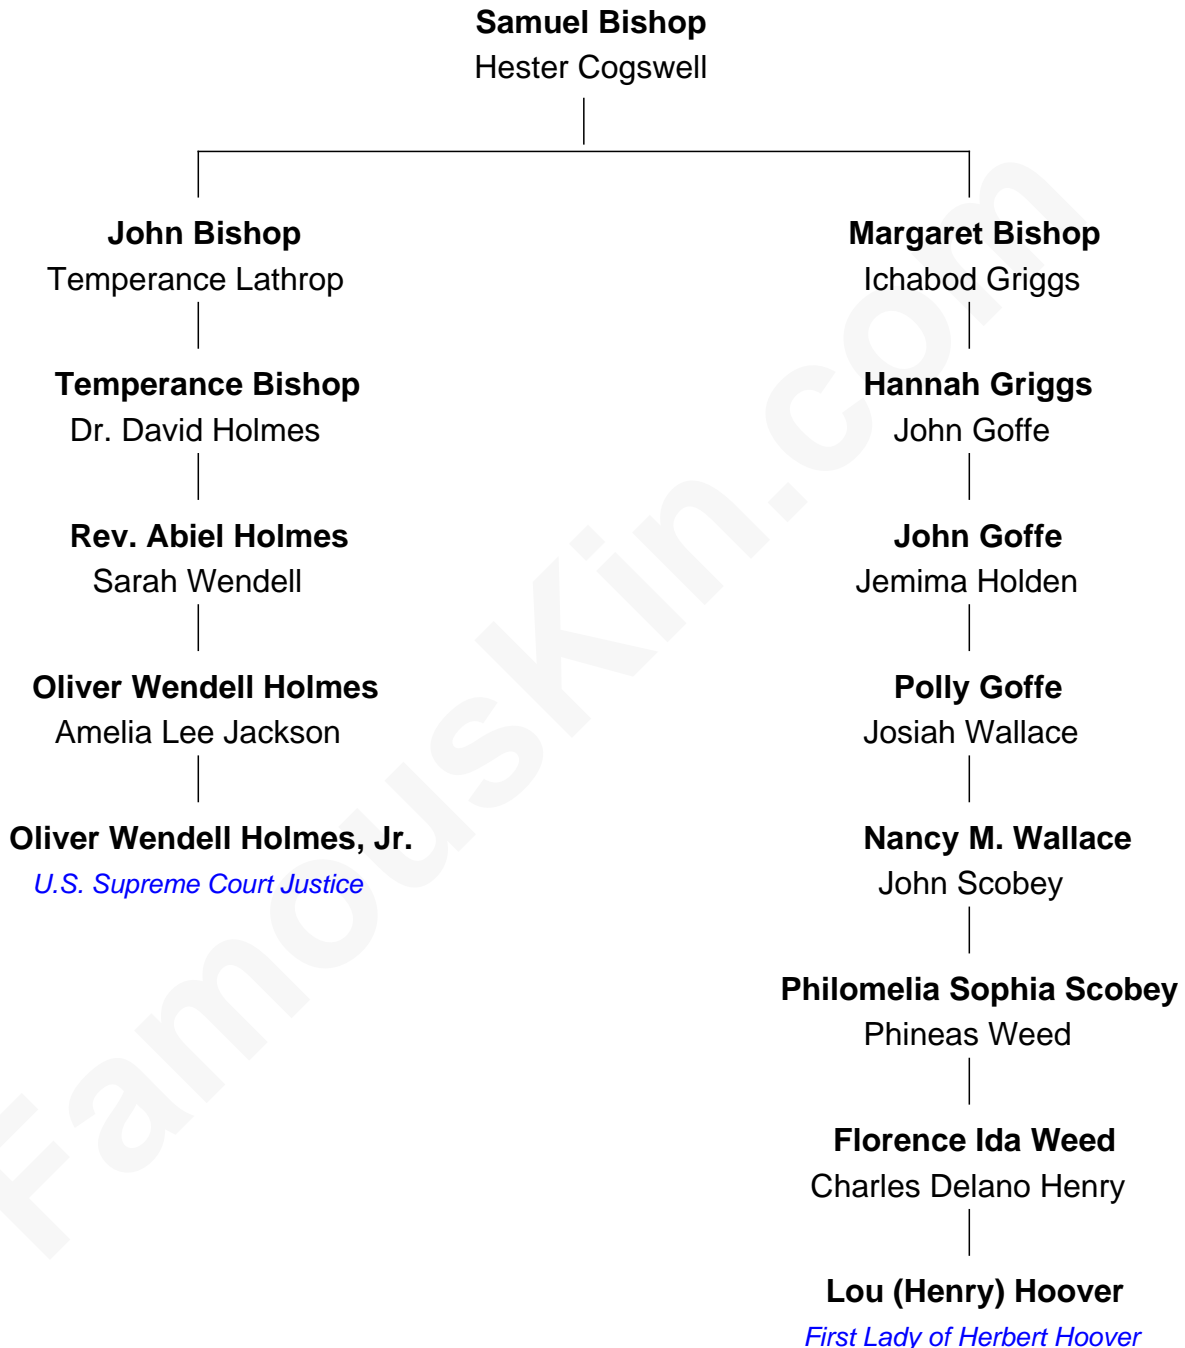 Samuel Bishop
Hester Cogswell
John Bishop
Temperance Lathrop
Margaret Bishop
Ichabod Griggs
Temperance Bishop
Dr. David Holmes
Hannah Griggs
John Goffe
Rev. Abiel Holmes
Sarah Wendell
John Goffe
Jemima Holden
Oliver Wendell Holmes
Amelia Lee Jackson
Polly Goffe
Josiah Wallace
Oliver Wendell Holmes, Jr.
U.S. Supreme Court Justice
Nancy M. Wallace
John Scobey
Philomelia Sophia Scobey
Phineas Weed
Florence Ida Weed
Charles Delano Henry
Lou (Henry) Hoover
First Lady of Herbert Hoover
FamousKin.com